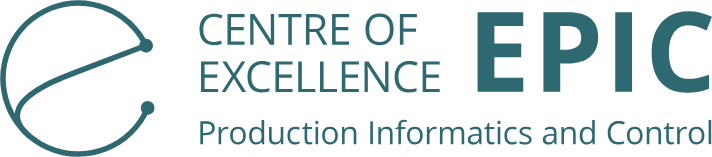 CENTRE OF
EXCELLENCE
EPIC
Production Informatics and Control